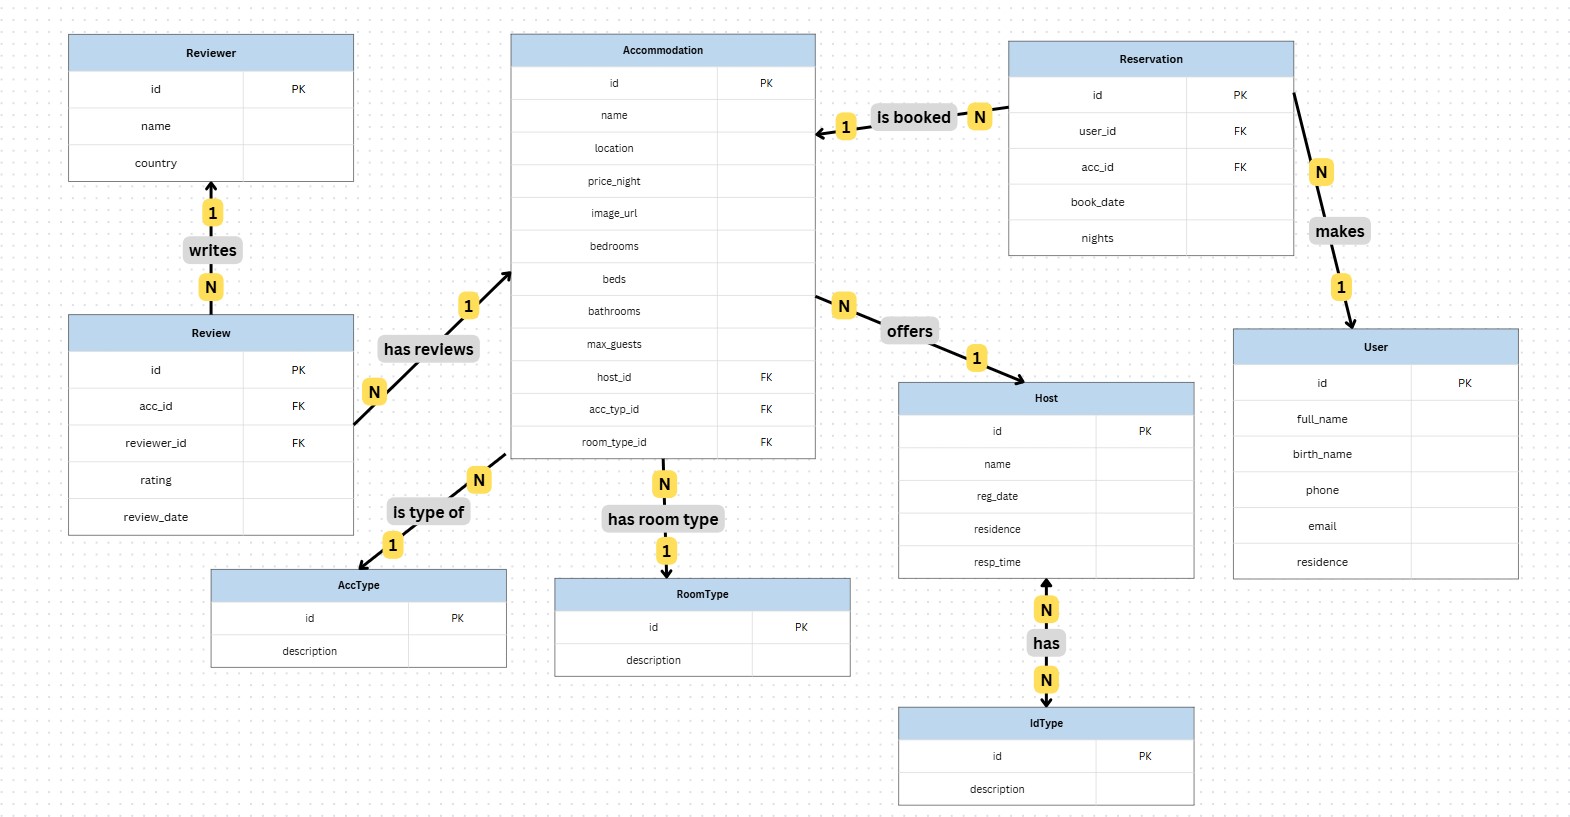 Reviewer
id PK
name
country
1
writes
N
Review
id PK
acc_id FK
reviewer_id FK
rating
review_date
N
has reviews
1
Accommodation
id PK
name
location
price_night
image_url
bedrooms
beds
bathrooms
max_guests
host_id FK
acc_typ_id FK
room_type_id FK
N
is type of
1
AccType
id PK
description
N
has room type
1
RoomType
id PK
description
1
is booked
N
Reservation
id PK
user_id FK
acc_id FK
book_date
nights
N
makes
1
User
id PK
full_name
birth_name
phone
email
residence
N
offers
1
Host
id PK
name
reg_date
residence
resp_time
N
has
N
IdType
id PK
description